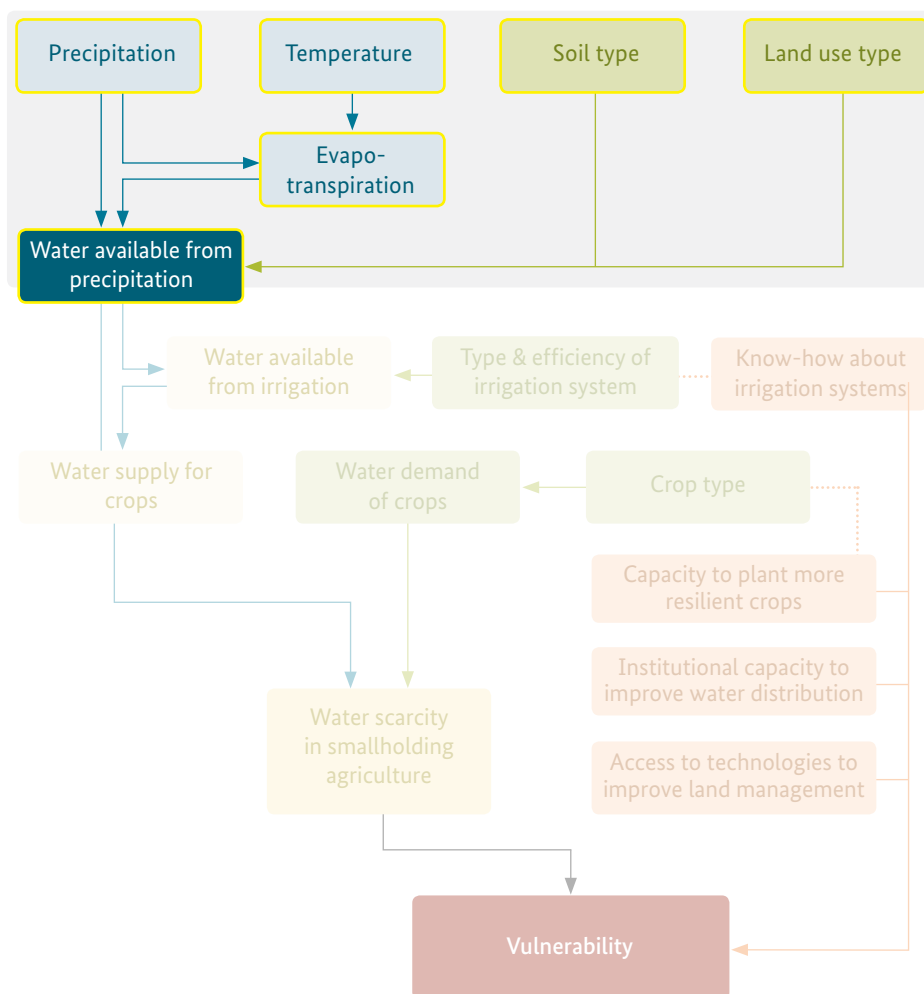 Precipitation
Temperature
Soil type
Land use type
Evapo-
transpiration
Water available from
precipitation
Water available
from irrigation
Type & efficiency of
irrigation system
Know-how about
irrigation systems
Water supply for
crops
Water demand
of crops
Crop type
Capacity to plant more
resilient crops
Institutional capacity to
improve water distribution
Water scarcity
in smallholding
agriculture
Access to technologies to
improve land management
Vulnerability